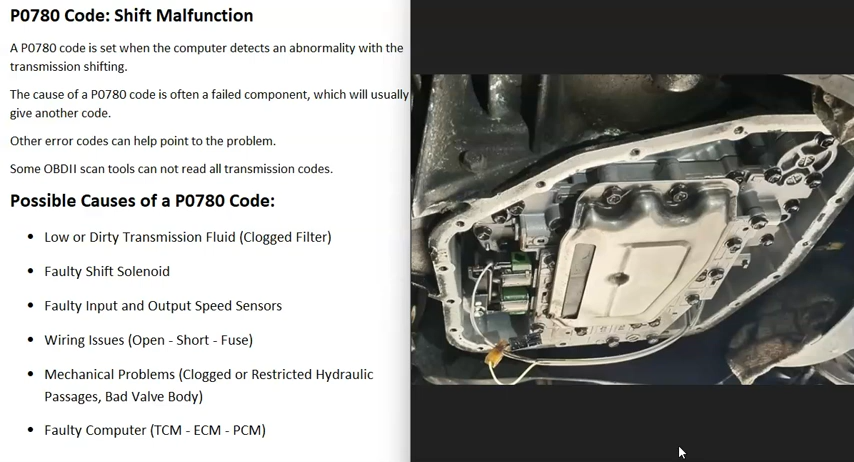 P0780 Code: Shift Malfunction
A P0780 code is set when the computer detects an abnormality with the
transmission shifting.
The cause of a P0780 code is often a failed component, which will usually
give another code.
Other error codes can help point to the problem.
Some OBDII scan tools can not read all transmission codes.
Possible Causes of a P0780 Code:
• Low or Dirty Transmission Fluid (Clogged Filter)
• Faulty Shift Solenoid
• Faulty Input and Output Speed Sensors
• Wiring Issues (Open - Short - Fuse)
• Mechanical Problems (Clogged or Restricted Hydraulic
Passages, Bad Valve Body)
• Faulty Computer (TCM - ECM - PCM)